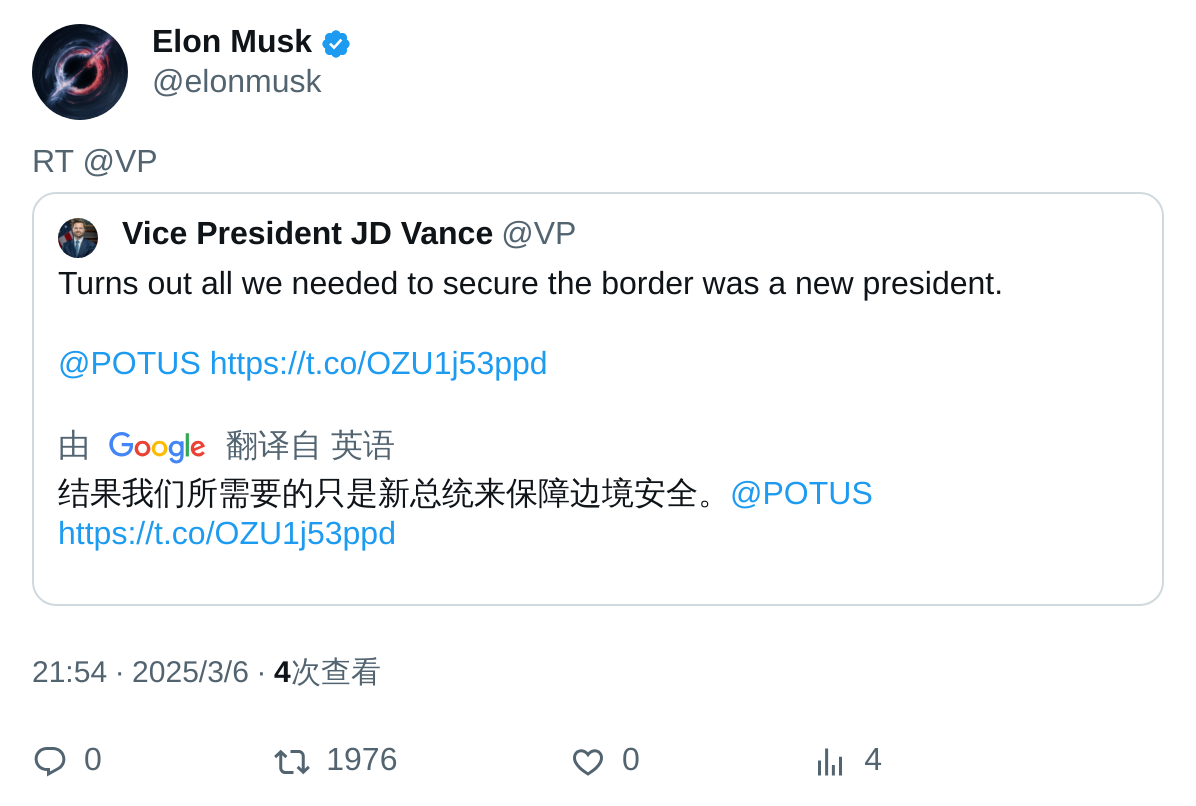 Elon Musk
@elonmusk
RT @VP
Vice President JD Vance @VP
Turns out all we needed to secure the border was a new president.
@POTUS https://t.co/OZU1j53ppd
由 Google 翻译自 英语
结果我们所需要的只是新总统来保障边境安全。@POTUS
https://t.co/OZU1j53ppd
21:54 · 2025/3/6 · 4次查看
0 1976 0 4